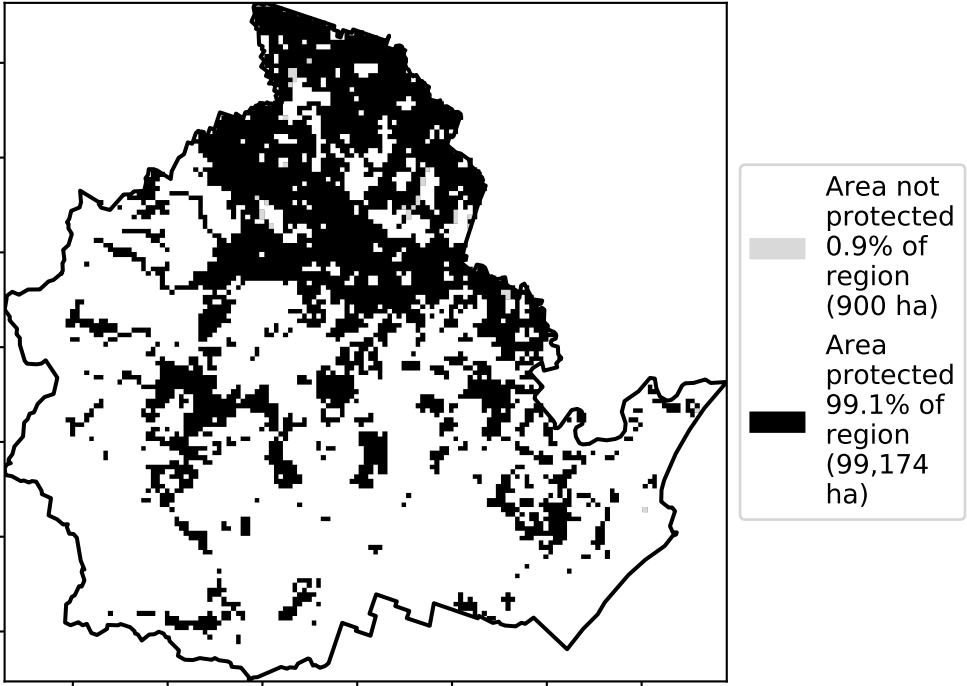 Area not
protected
0.9% of
region
(900 ha)
Area
protected
99.1% of
region
(99,174
ha)